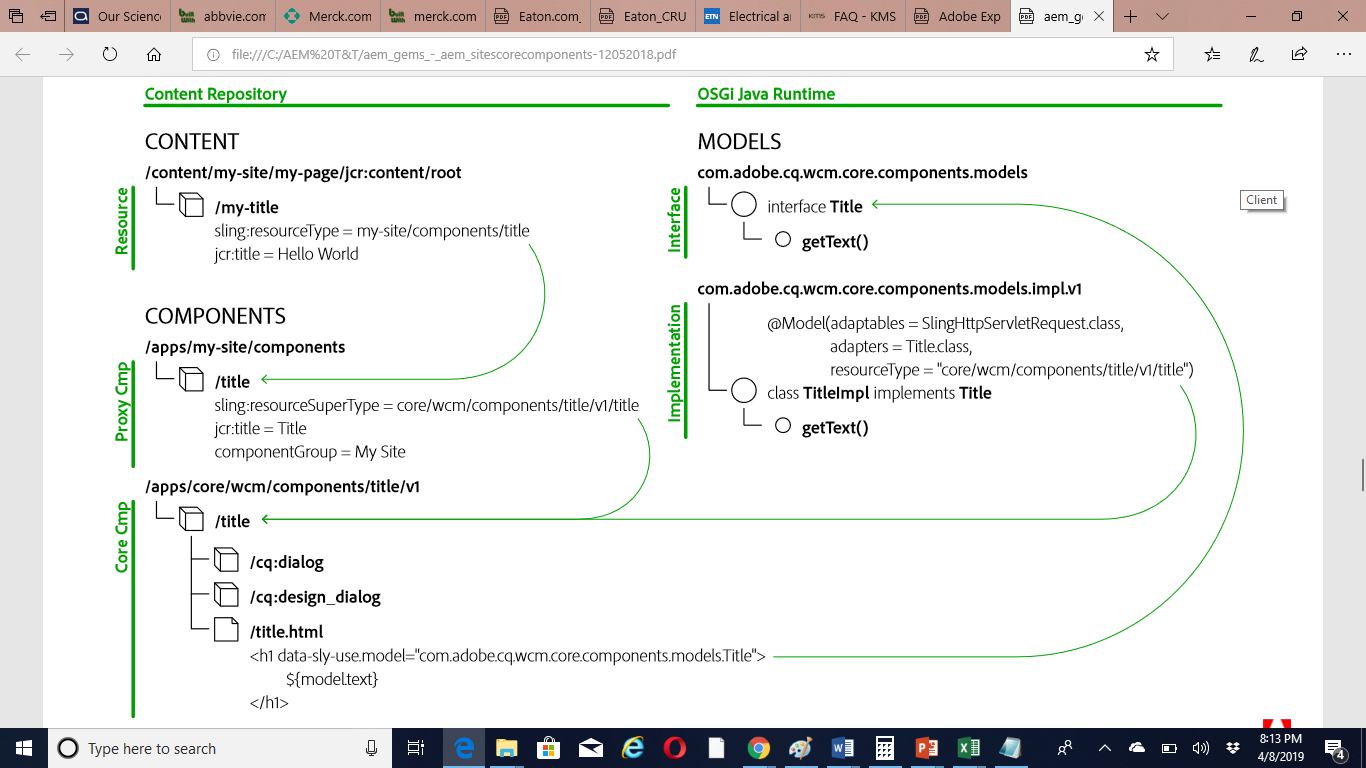 Our Scienc
abbvie.com
Merck.com
merck.com
Eaton.com_
Eaton_CRU
ETN
Electrical ar
KMS
FAQ - KMS
Adobe Exp
aem_ge
file:///C:/AEM%20T&T/aem_gems_-_aem_sitescorecomponents-12052018.pdf
Content Repository
CONTENT
/content/my-site/my-page/jcr:content/root
Resource
/my-title
sling:resourceType = my-site/components/title
jcr:title = Hello World
COMPONENTS
/apps/my-site/components
Proxy Cmp
/title
sling:resourceSuperType = core/wcm/components/title/v1/title
jcr:title = Title
componentGroup = My Site
/apps/core/wcm/components/title/v1
Core Cmp
/title
/cq:dialog
/cq:design_dialog
/title.html
<h1 data-sly-use.model="com.adobe.cq.wcm.core.components.models.Title">
${model.text}
</h1>
OSGi Java Runtime
MODELS
com.adobe.cq.wcm.core.components.models
Interface
interface Title
getText()
Client
com.adobe.cq.wcm.core.components.models.impl.v1
Implementation
@Model(adaptables = SlingHttpServletRequest.class,
adapters = Title.class,
resourceType = "core/wcm/components/title/v1/title")
class TitleImpl implements Title
getText()
Type here to search
8:13 PM
4/8/2019
4